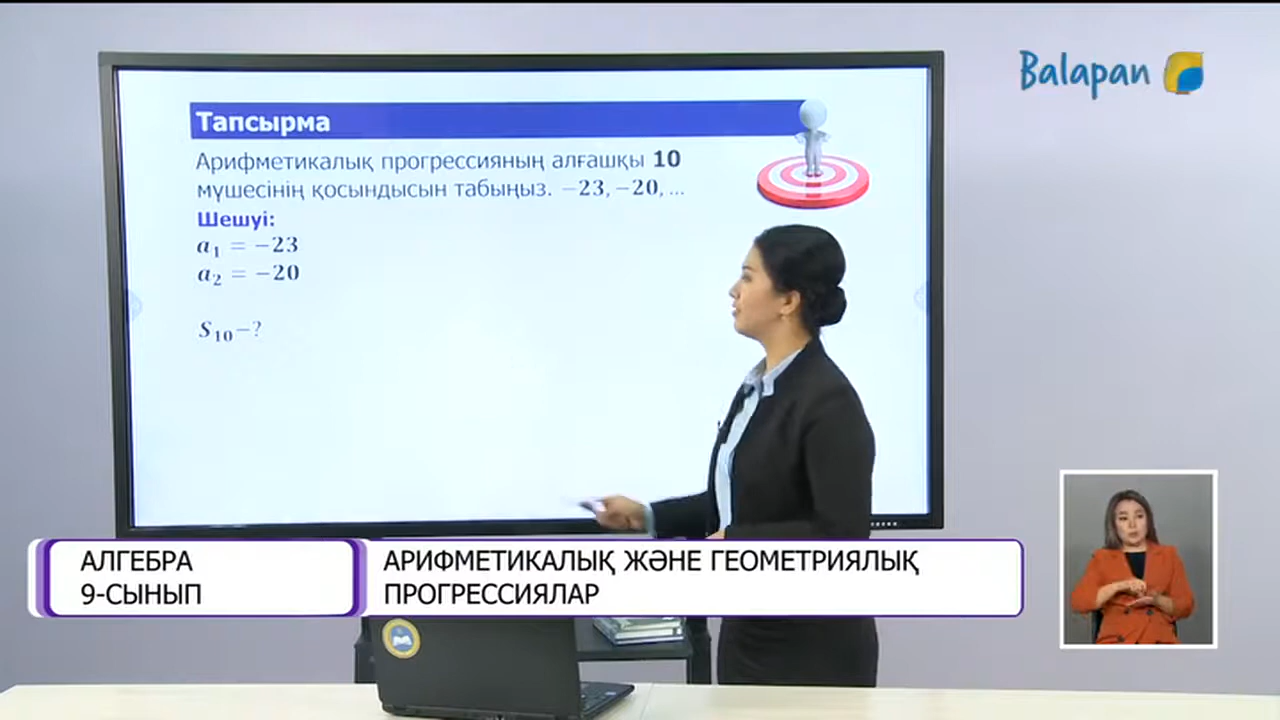 Balapan
Тапсырма
Арифметикалық прогрессияның алғашқы 10
мүшесінің қосындысын табыңыз. −23, −20, ...
Шешуі:
a₁ = −23
a₂ = −20
S₁₀−?
АЛГЕБРА
9-СЫНЫП
АРИФМЕТИКАЛЫҚ ЖӘНЕ ГЕОМЕТРИЯЛЫҚ
ПРОГРЕССИЯЛАР